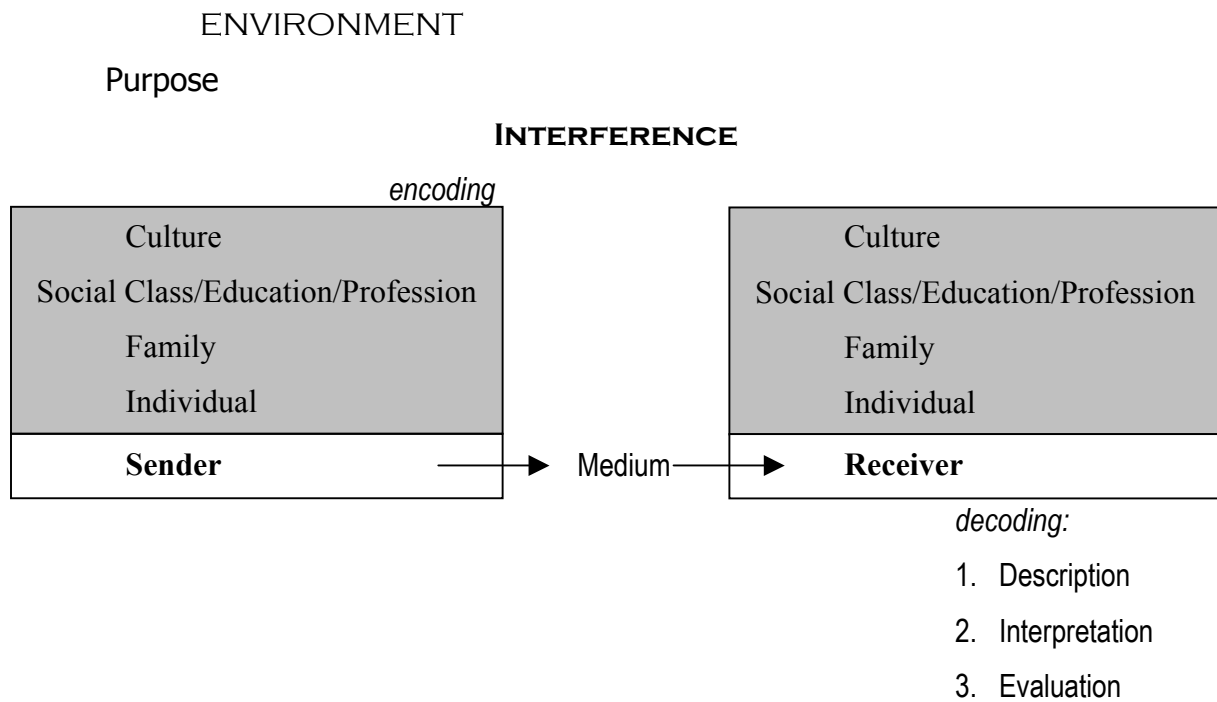 ENVIRONMENT
Purpose
INTERFERENCE
encoding
Culture
Social Class/Education/Profession
Family
Individual
Sender
Medium
Culture
Social Class/Education/Profession
Family
Individual
Receiver
decoding:
1. Description
2. Interpretation
3. Evaluation